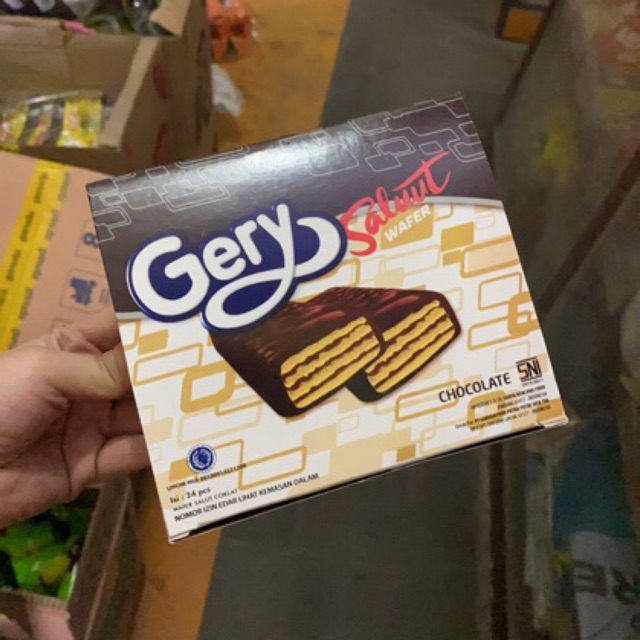 Gery
Saluut
WAFER
CHOCOLATE
SNI
Isi : 24 pcs
WAFER SALUT COKLAT
NOMOR IZIN EDAR LIHAT KEMASAN DALAM